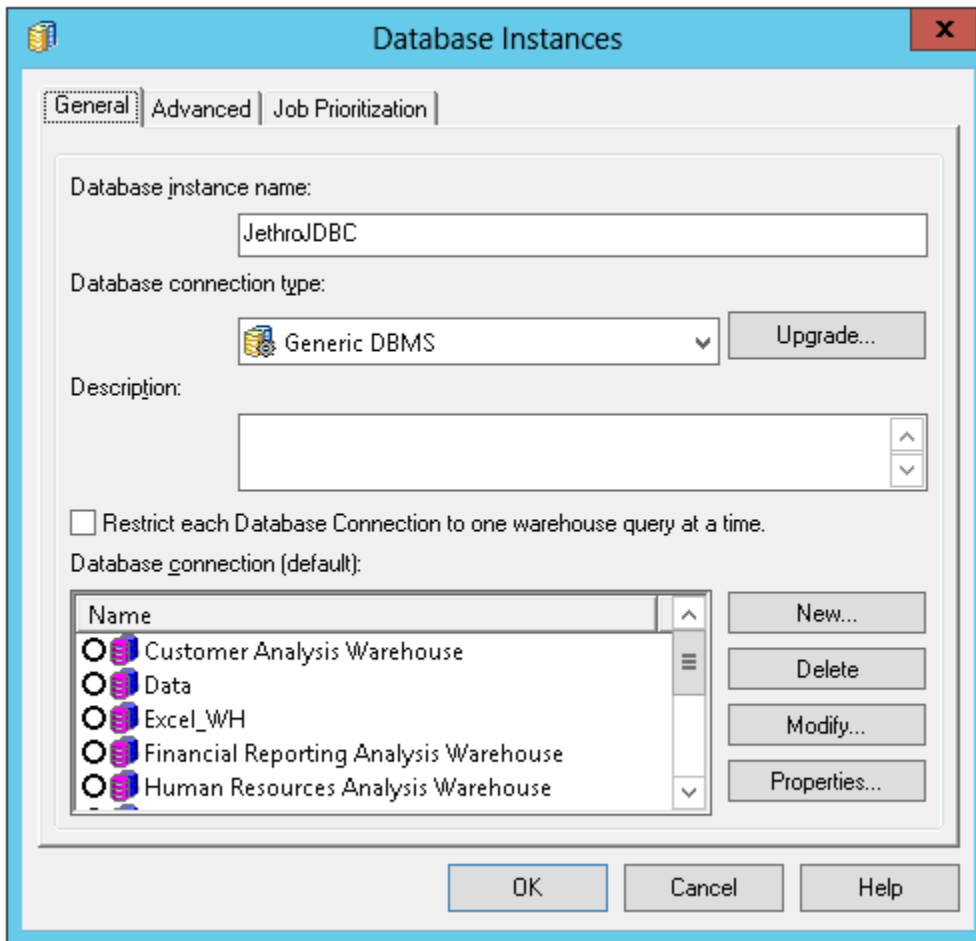 Database Instances
x
General Advanced Job Prioritization
Database instance name:
JethroJDBC
Database connection type:
Generic DBMS Upgrade...
Description:
Restrict each Database Connection to one warehouse query at a time.
Database connection (default):
Name New...
Customer Analysis Warehouse
Data Delete
Excel_WH
Financial Reporting Analysis Warehouse Modify...
Human Resources Analysis Warehouse Properties...
OK Cancel Help